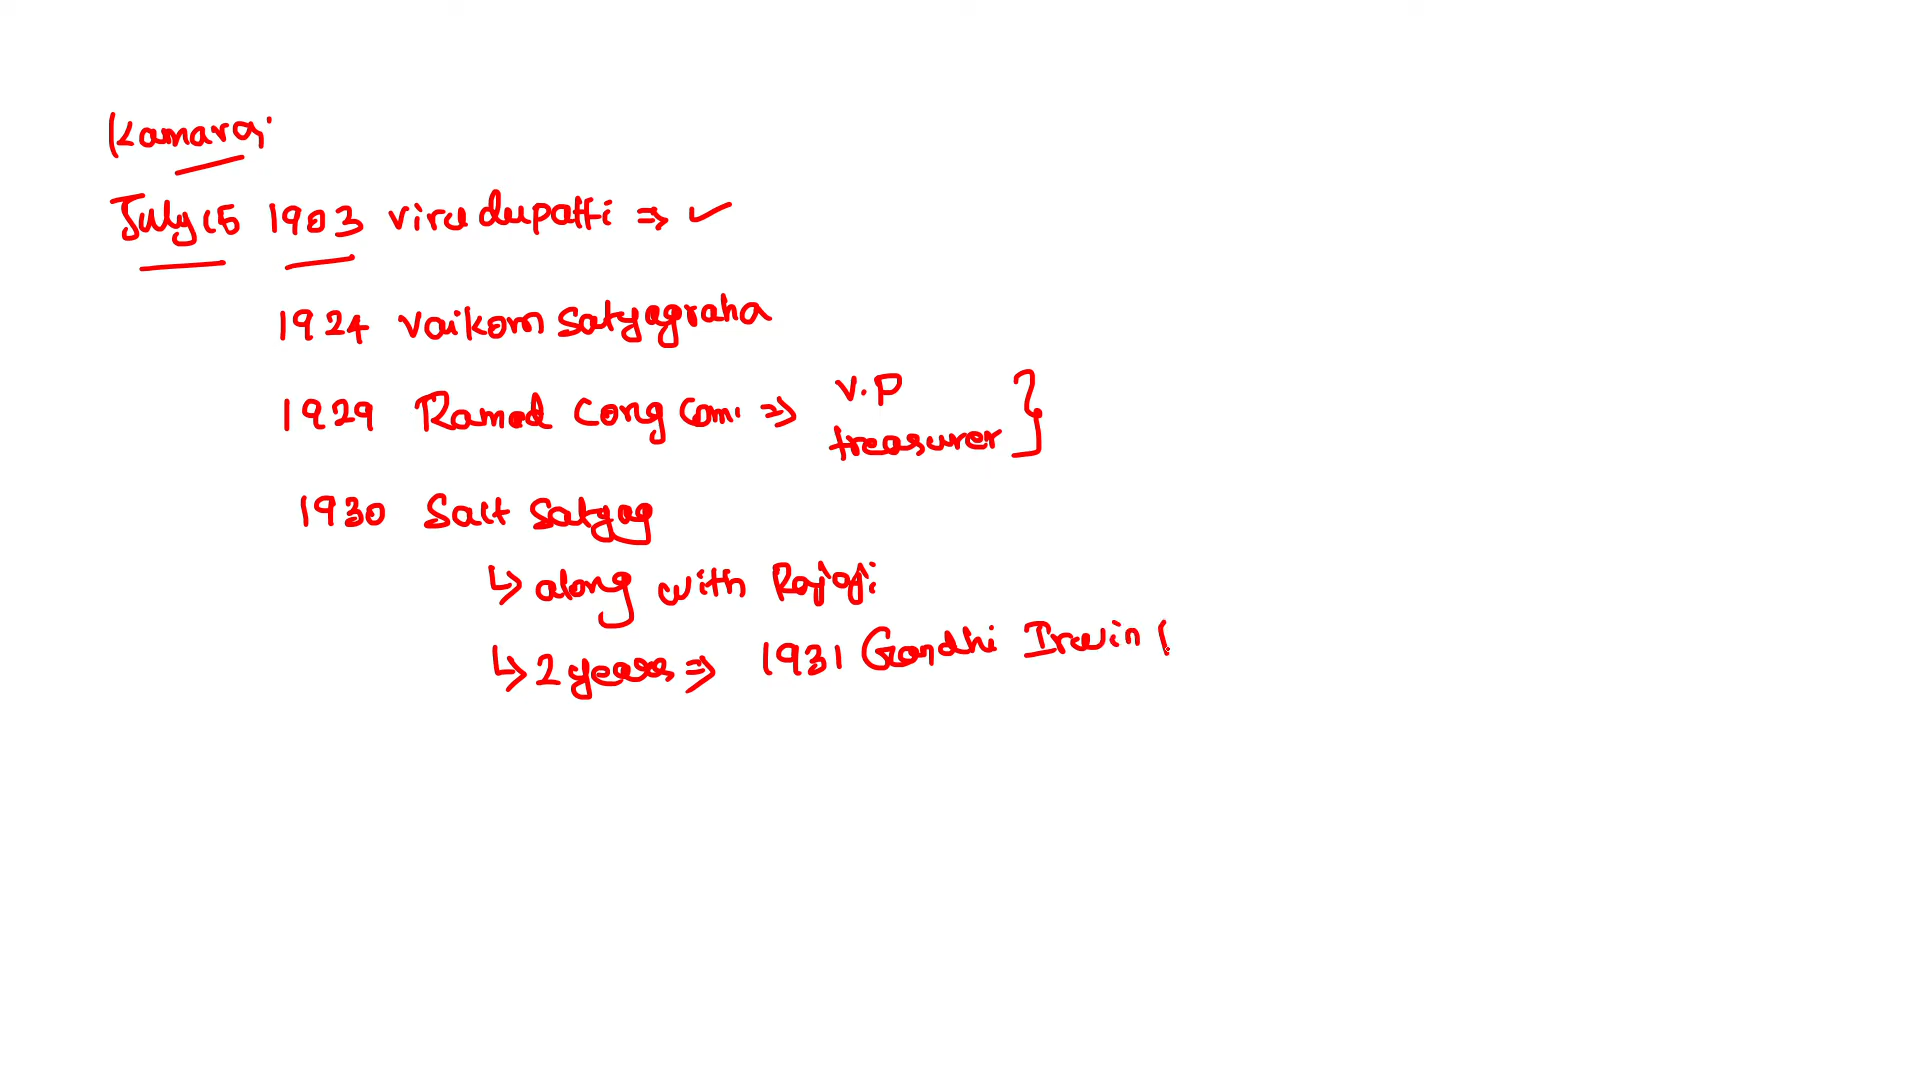 Kamaraj
July 15 1903 virudupatti ⇒ ✓
1924 Vaikom Satyagraha
1929 Ramnd Cong Com. ⇒ V.P
treasurer }
1930 Salt Satyag
↳ along with Rajaji
↳ 2 years ⇒ 1931 Gandhi Irwin (